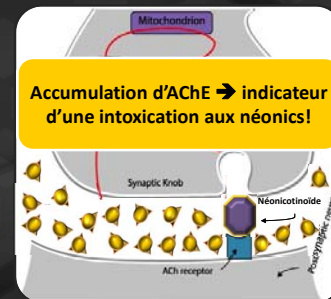 Mitochondrion
Accumulation d'AChE ➔ indicateur
d'une intoxication aux néonics!
Synaptic Knob
Néonicotinoïde
ACh receptor